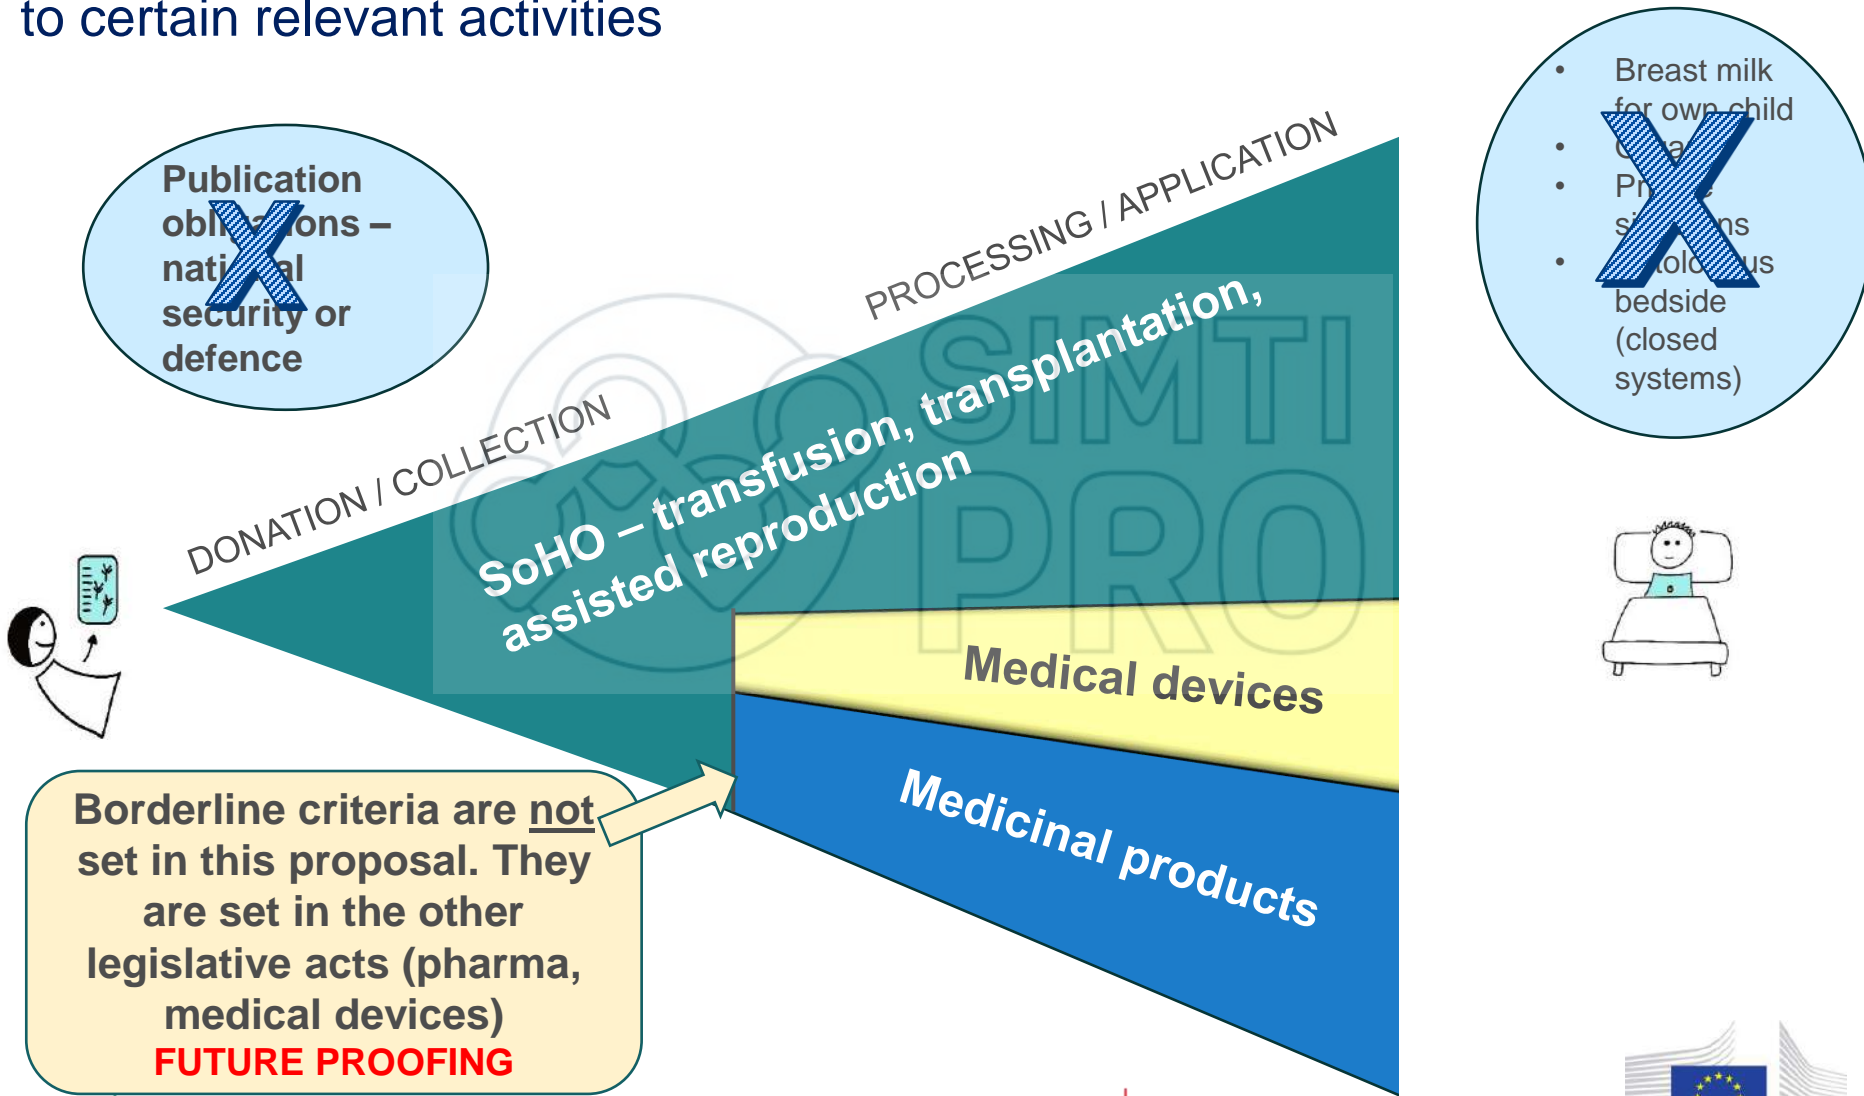 to certain relevant activities
Publication
obligations –
national
security or
defence
• Breast milk
for own child
•
•
•
bedside
(closed
systems)
DONATION / COLLECTION
PROCESSING / APPLICATION
SoHO – transfusion, transplantation,
assisted reproduction
SIMTI
PRO
Medical devices
Medicinal products
Borderline criteria are not
set in this proposal. They
are set in the other
legislative acts (pharma,
medical devices)
FUTURE PROOFING